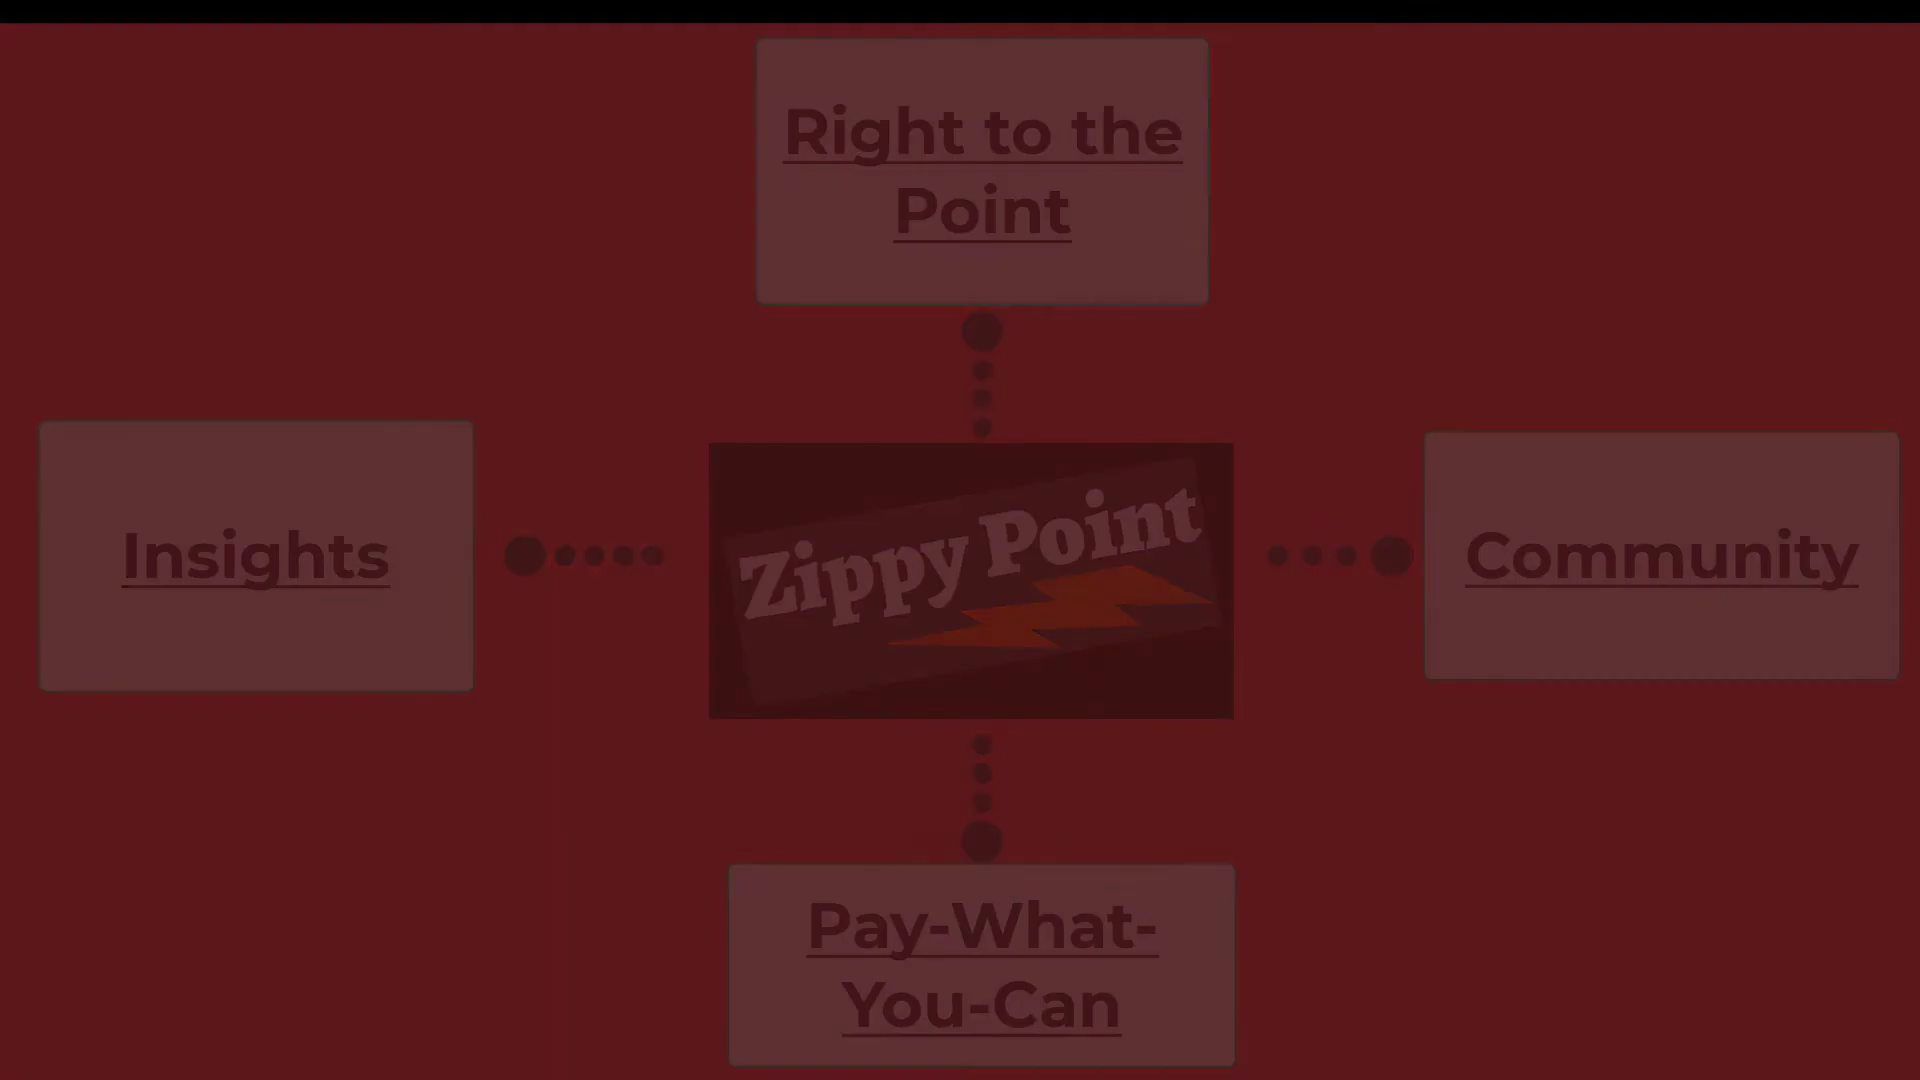 Right to the
Point
Insights
Zippy Point
Community
Pay-What-
You-Can